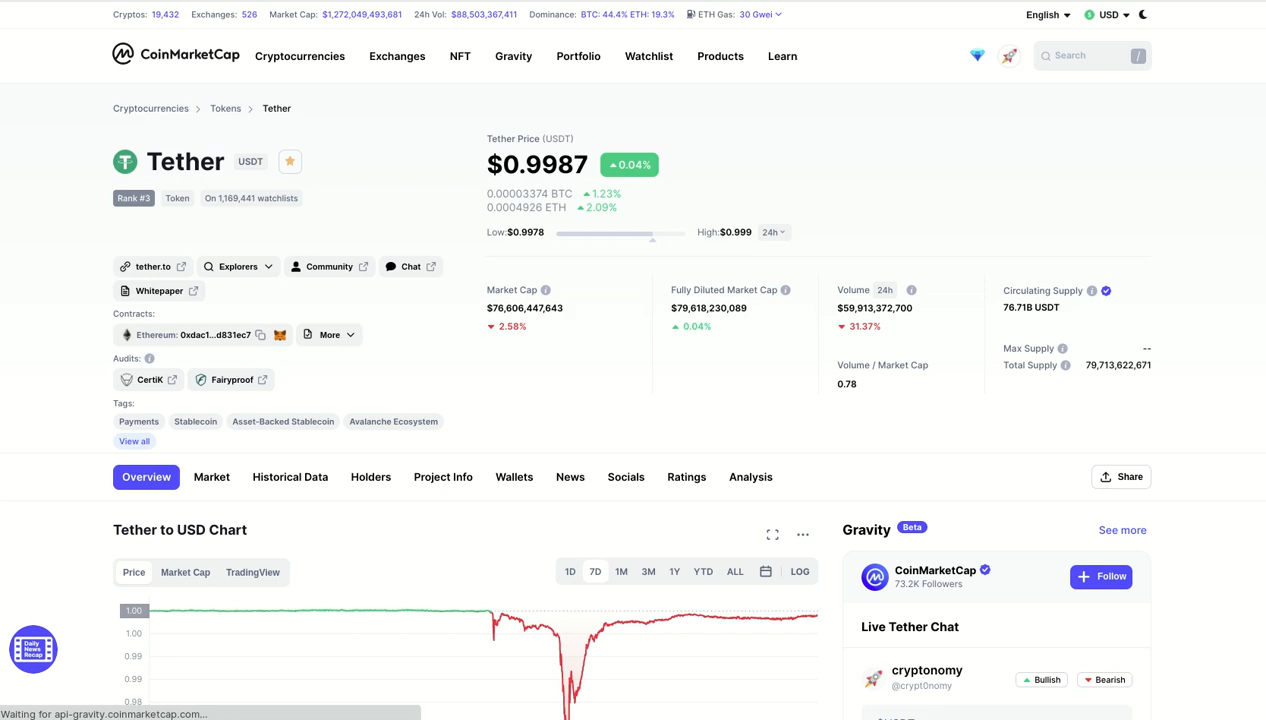 Cryptos: 19,432 Exchanges: 526 Market Cap: $1,272,049,493,681 24h Vol: $88,503,367,411 Dominance: BTC: 44.4% ETH: 19.3% ETH Gas: 30 Gwei English USD
CoinMarketCap Cryptocurrencies Exchanges NFT Gravity Portfolio Watchlist Products Learn Search /
Cryptocurrencies Tokens Tether
Tether USDT
Rank #3 Token On 1,169,441 watchlists
tether.to Explorers Community Chat
Whitepaper
Contracts:
Ethereum: 0xdac1...d831ec7 More
Audits:
CertiK Fairyproof
Tags:
Payments Stablecoin Asset-Backed Stablecoin Avalanche Ecosystem
View all
Tether Price (USDT)
$0.9987 0.04%
0.00003374 BTC 1.23%
0.0004926 ETH 2.09%
Low:$0.9978 High:$0.999 24h
Market Cap
$76,606,447,643
2.58%
Fully Diluted Market Cap
$79,618,230,089
0.04%
Volume 24h
$59,913,372,700
31.37%
Volume / Market Cap
0.78
Circulating Supply
76.71B USDT
Max Supply --
Total Supply 79,713,622,671
Overview Market Historical Data Holders Project Info Wallets News Socials Ratings Analysis Share
Tether to USD Chart
Price Market Cap TradingView 1D 7D 1M 3M 1Y YTD ALL LOG
1.00
1.00
0.99
0.99
0.98
Gravity Beta See more
CoinMarketCap
73.2K Followers
Follow
Live Tether Chat
cryptonomy
@crypt0nomy
Bullish Bearish
Daily
News
Recap
Waiting for api-gravity.coinmarketcap.com...